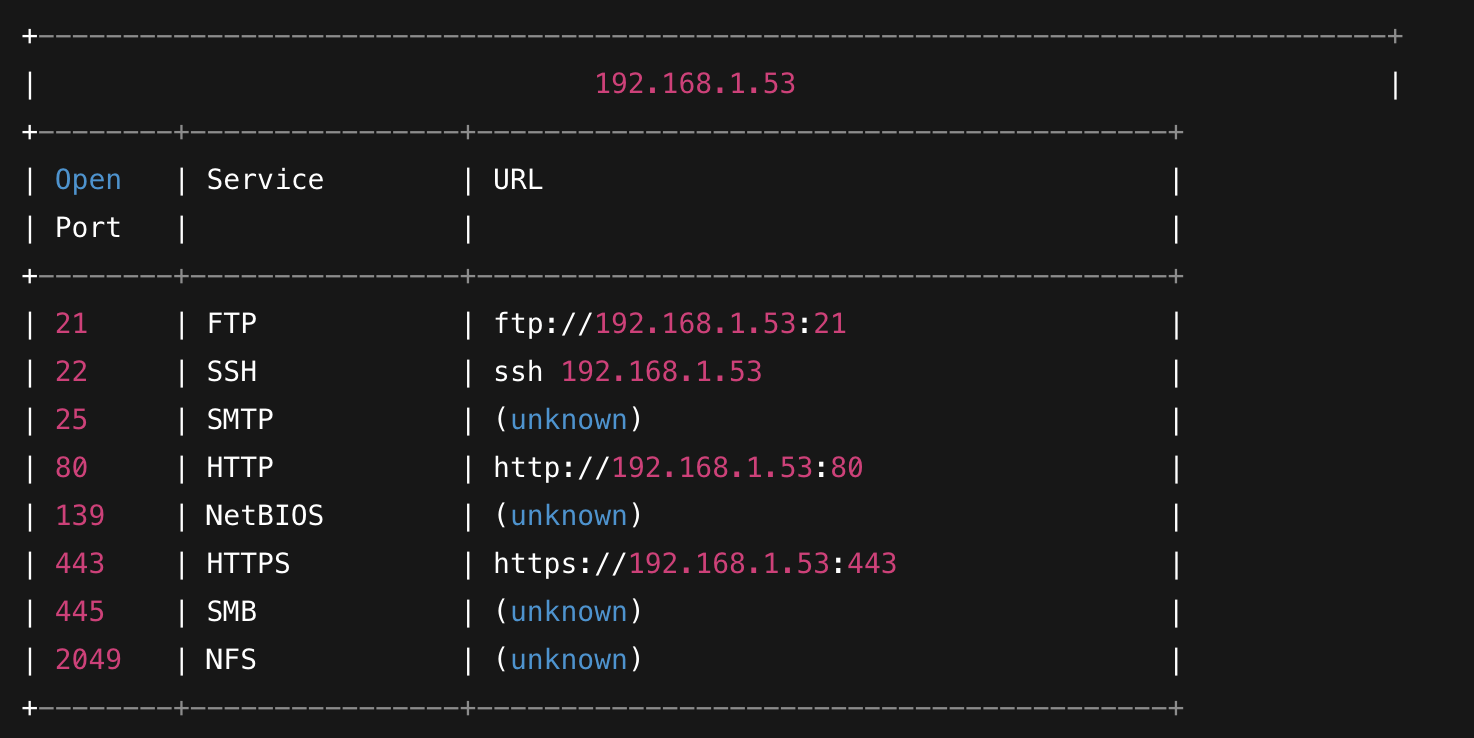 +--------------------------------------------------------------------------------+
|                                 192.168.1.53                                   |
+--------+----------------+-----------------------------------------+
| Open   | Service        | URL                                     |
| Port   |                |                                         |
+--------+----------------+-----------------------------------------+
| 21     | FTP            | ftp://192.168.1.53:21                   |
| 22     | SSH            | ssh 192.168.1.53                        |
| 25     | SMTP           | (unknown)                               |
| 80     | HTTP           | http://192.168.1.53:80                  |
| 139    | NetBIOS        | (unknown)                               |
| 443    | HTTPS          | https://192.168.1.53:443                |
| 445    | SMB            | (unknown)                               |
| 2049   | NFS            | (unknown)                               |
+--------+----------------+-----------------------------------------+